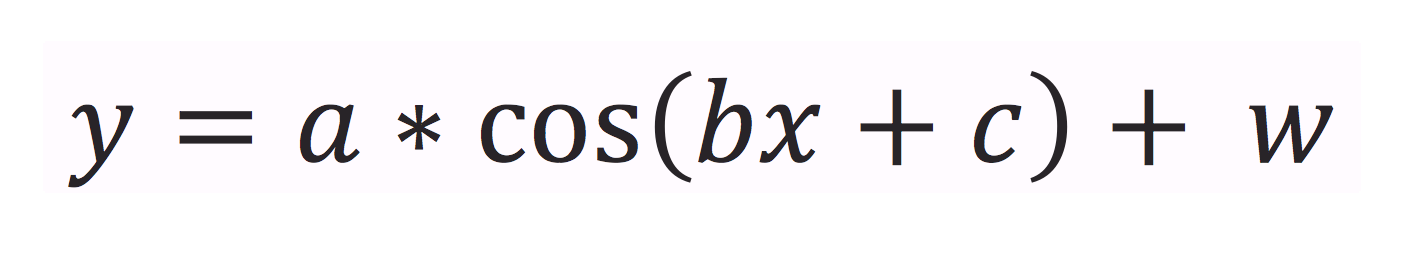 y = a * cos(bx + c) + w